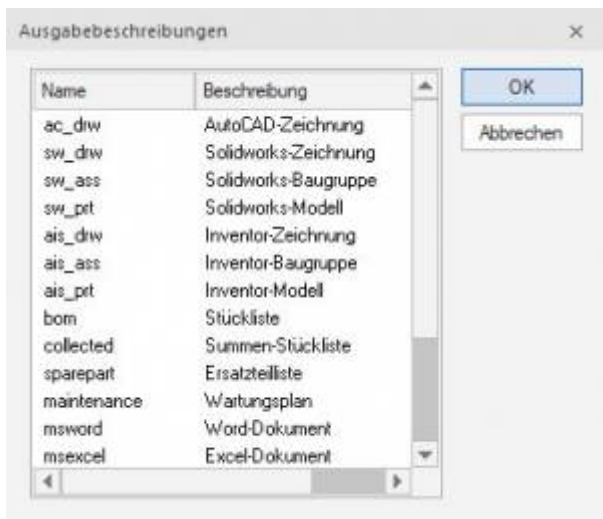 Ausgabebeschreibungen
Name Beschreibung
ac_drw AutoCAD-Zeichnung
sw_drw Solidworks-Zeichnung
sw_ass Solidworks-Baugruppe
sw_prt Solidworks-Modell
ais_drw Inventor-Zeichnung
ais_ass Inventor-Baugruppe
ais_prt Inventor-Modell
bom Stückliste
collected Summen-Stückliste
sparepart Ersatzteilliste
maintenance Wartungsplan
msword Word-Dokument
msexcel Excel-Dokument
OK
Abbrechen